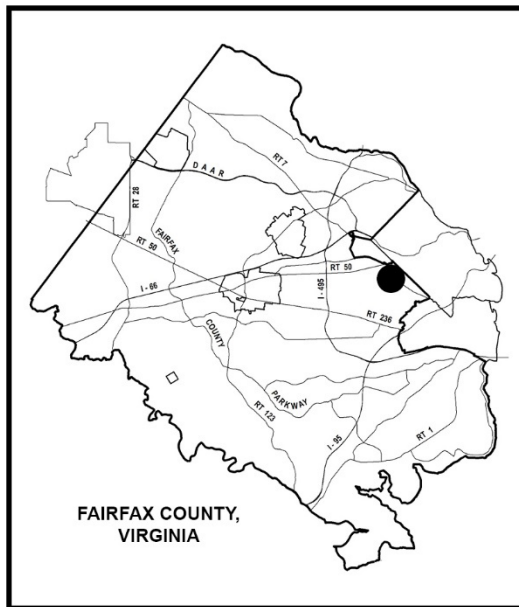 RT 7
DAAR
RT 28
FAIRFAX
RT 50
RT 50
I - 66
I - 495
RT 236
COUNTY
PARKWAY
RT 123
I - 95
RT 1
FAIRFAX COUNTY,
VIRGINIA